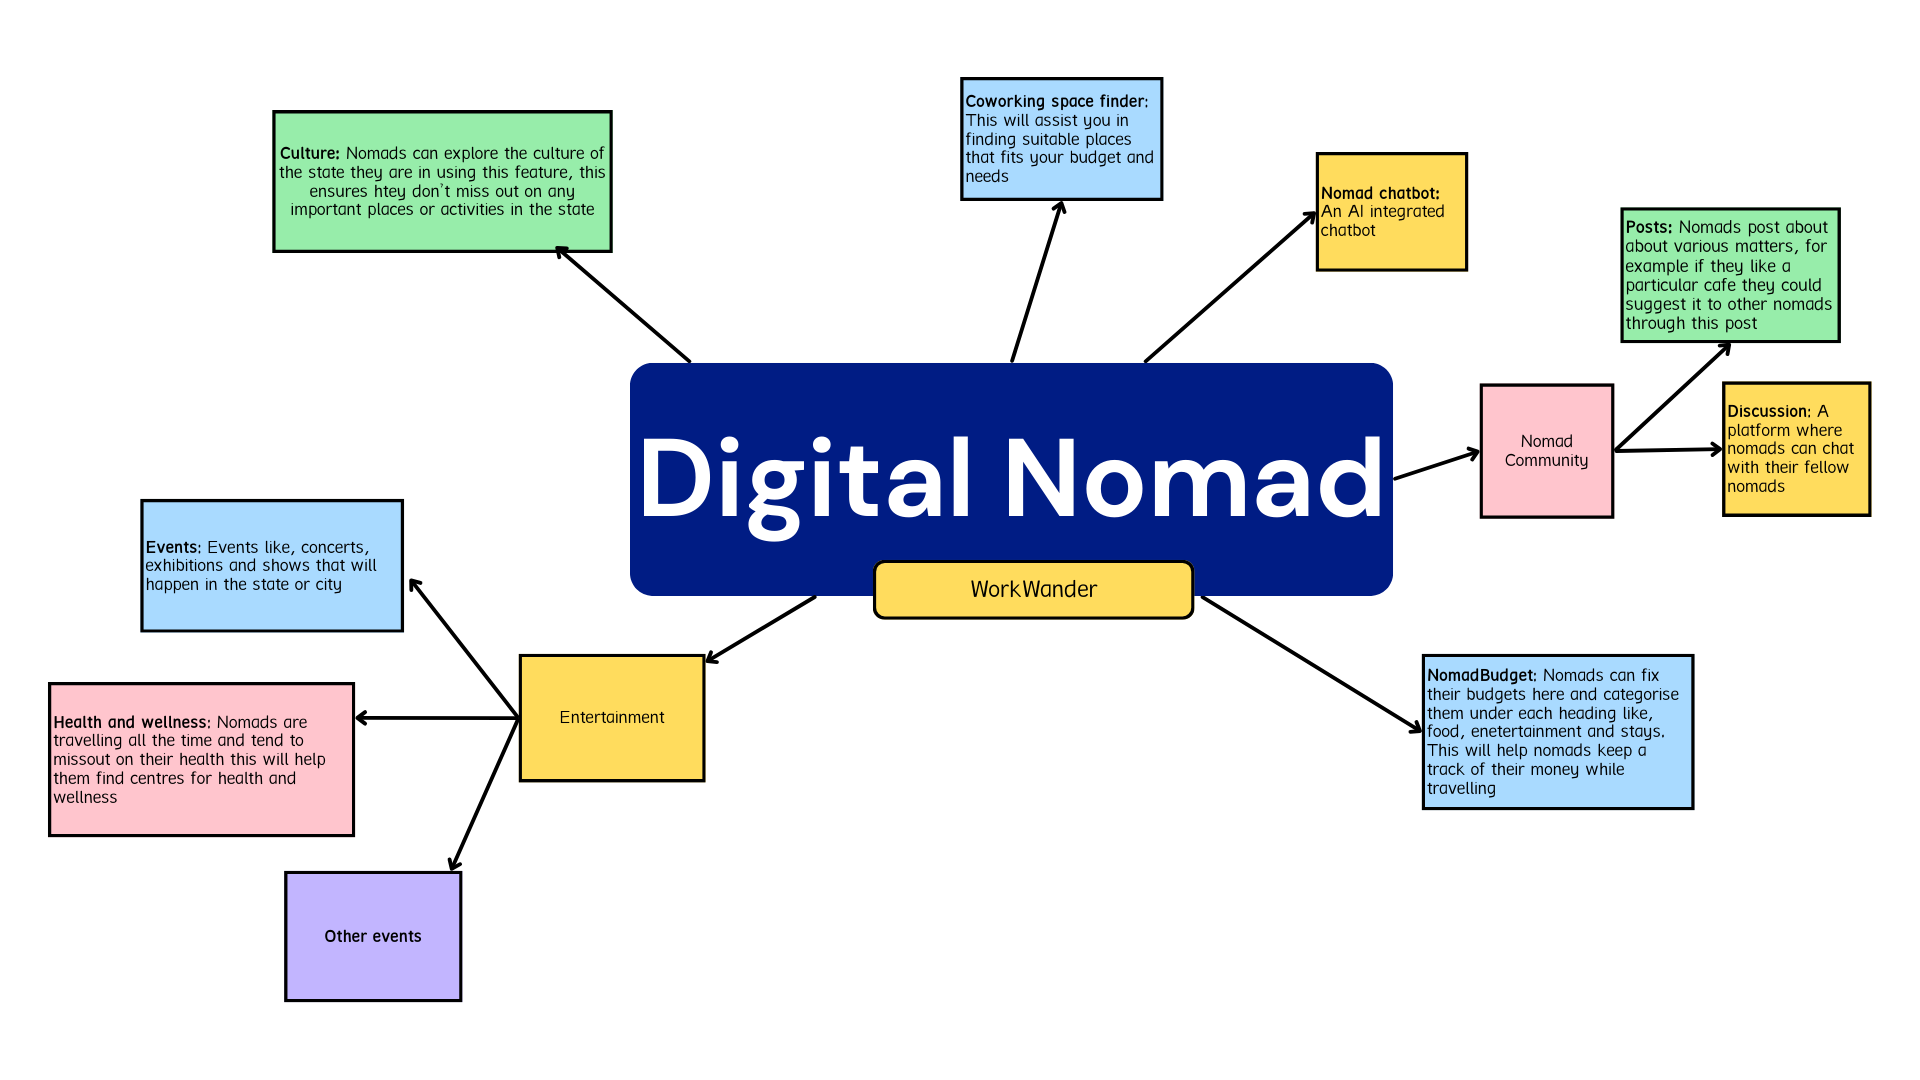 Coworking space finder:
This will assist you in
finding suitable places
that fits your budget and
needs
Culture: Nomads can explore the culture of
the state they are in using this feature, this
ensures htey don't miss out on any
important places or activities in the state
Nomad chatbot:
An AI integrated
chatbot
Posts: Nomads post about
about various matters, for
example if they like a
particular cafe they could
suggest it to other nomads
through this post
Digital Nomad
WorkWander
Nomad
Community
Discussion: A
platform where
nomads can chat
with their fellow
nomads
Events: Events like, concerts,
exhibitions and shows that will
happen in the state or city
Entertainment
Health and wellness: Nomads are
travelling all the time and tend to
missout on their health this will help
them find centres for health and
wellness
NomadBudget: Nomads can fix
their budgets here and categorise
them under each heading like,
food, enetertainment and stays.
This will help nomads keep a
track of their money while
travelling
Other events